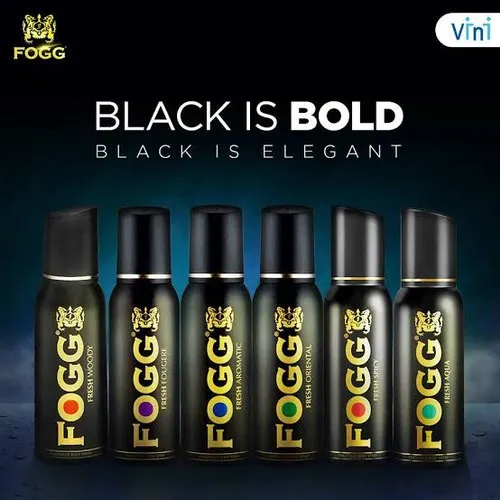 FOGG
Vini
BLACK IS BOLD
BLACK IS ELEGANT
FOGG
FRESH WOODY
FOGG
FRESH FOUGERE
FOGG
FRESH AROMATIC
FOGG
FRESH ORIENTAL
FOGG
FRESH SPICY
FOGG
FRESH AQUA